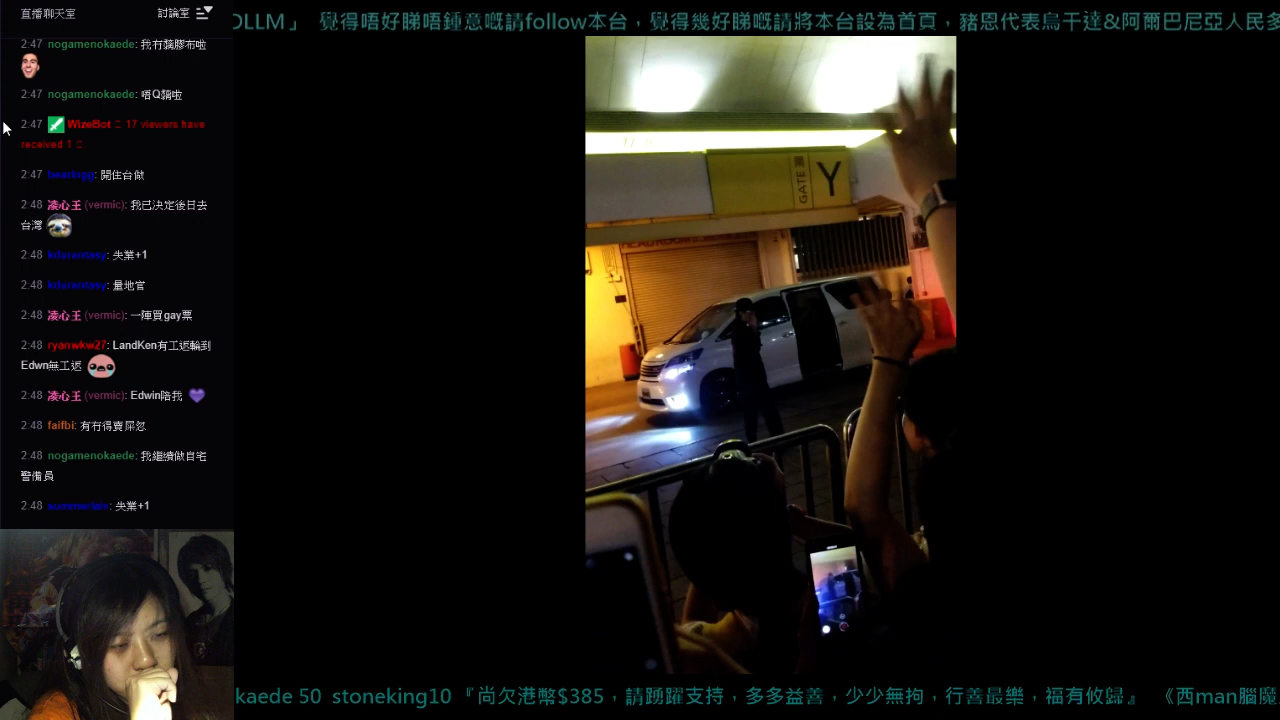 直播聊天室 討論室
OLLM」 覺得唔好睇唔鍾意嘅請follow本台，覺得幾好睇嘅請將本台設為首頁，豬恩代表烏干達&阿爾巴尼亞人民多
2:47 nogamenokaede: 我冇鵝膠布啦
2:47 nogamenokaede: 唔Q鵝啦
2:47 WizeBot 17 viewers have
received 1
2:47 開住台做
2:48 凌心王 (vermic): 我已決定後日去
台灣
2:48 失業+1
2:48 量地官
2:48 凌心王 (vermic): 一陣買gay票
2:48 ryanwkw27: LandKen有工返輪到
Edwn無工返
2:48 凌心王 (vermic): Edwin陪我
2:48 faifbi: 有冇得賣屎忽
2:48 nogamenokaede: 我繼續做自宅
警備員
2:48 失業+1
GATE 閘 Y
HEADROOM
kaede 50 stoneking10 『尚欠港幣$385，請踴躍支持，多多益善，少少無拘，行善最樂，福有攸歸』 《西man腦魔